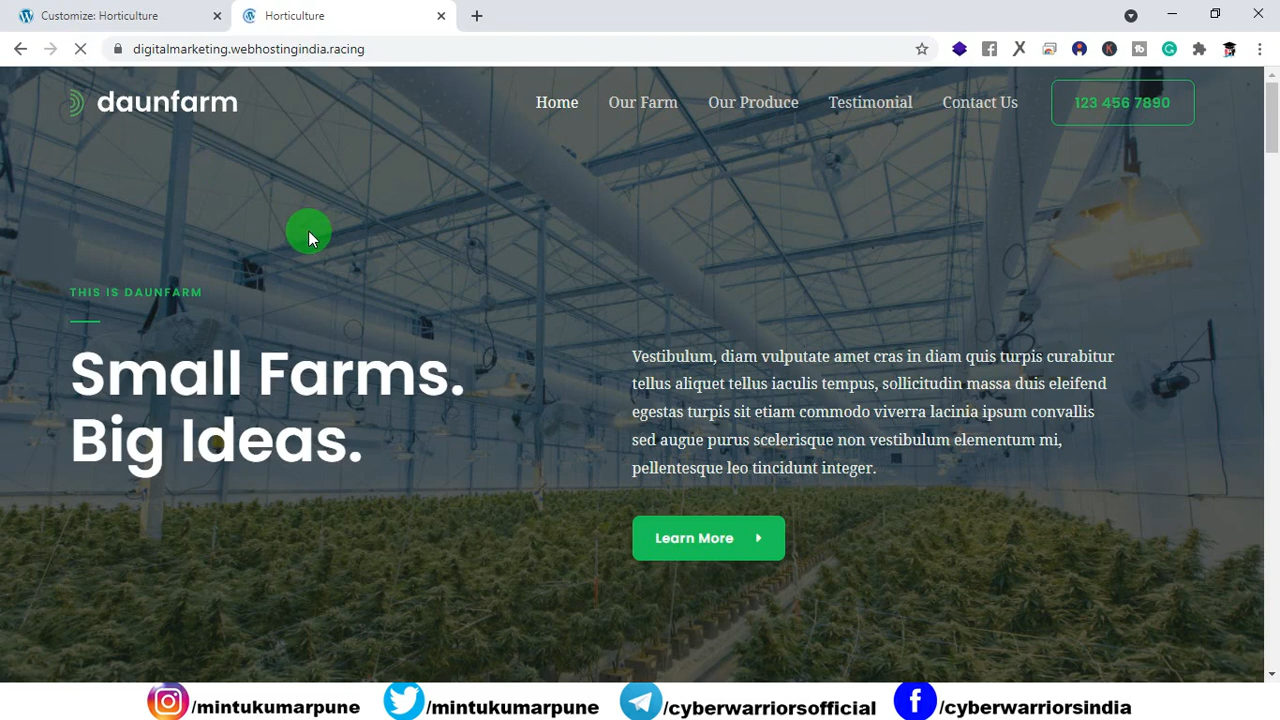 Customize: Horticulture
Horticulture
digitalmarketing.webhostingindia.racing
daunfarm
Home
Our Farm
Our Produce
Testimonial
Contact Us
123 456 7890
THIS IS DAUNFARM
Small Farms.
Big Ideas.
Vestibulum, diam vulputate amet cras in diam quis turpis curabitur
tellus aliquet tellus iaculis tempus, sollicitudin massa duis eleifend
egestas turpis sit etiam commodo viverra lacinia ipsum convallis
sed augue purus scelerisque non vestibulum elementum mi,
pellentesque leo tincidunt integer.
Learn More
/mintukumarpune
/mintukumarpune
/cyberwarriorsofficial
/cyberwarriorsindia